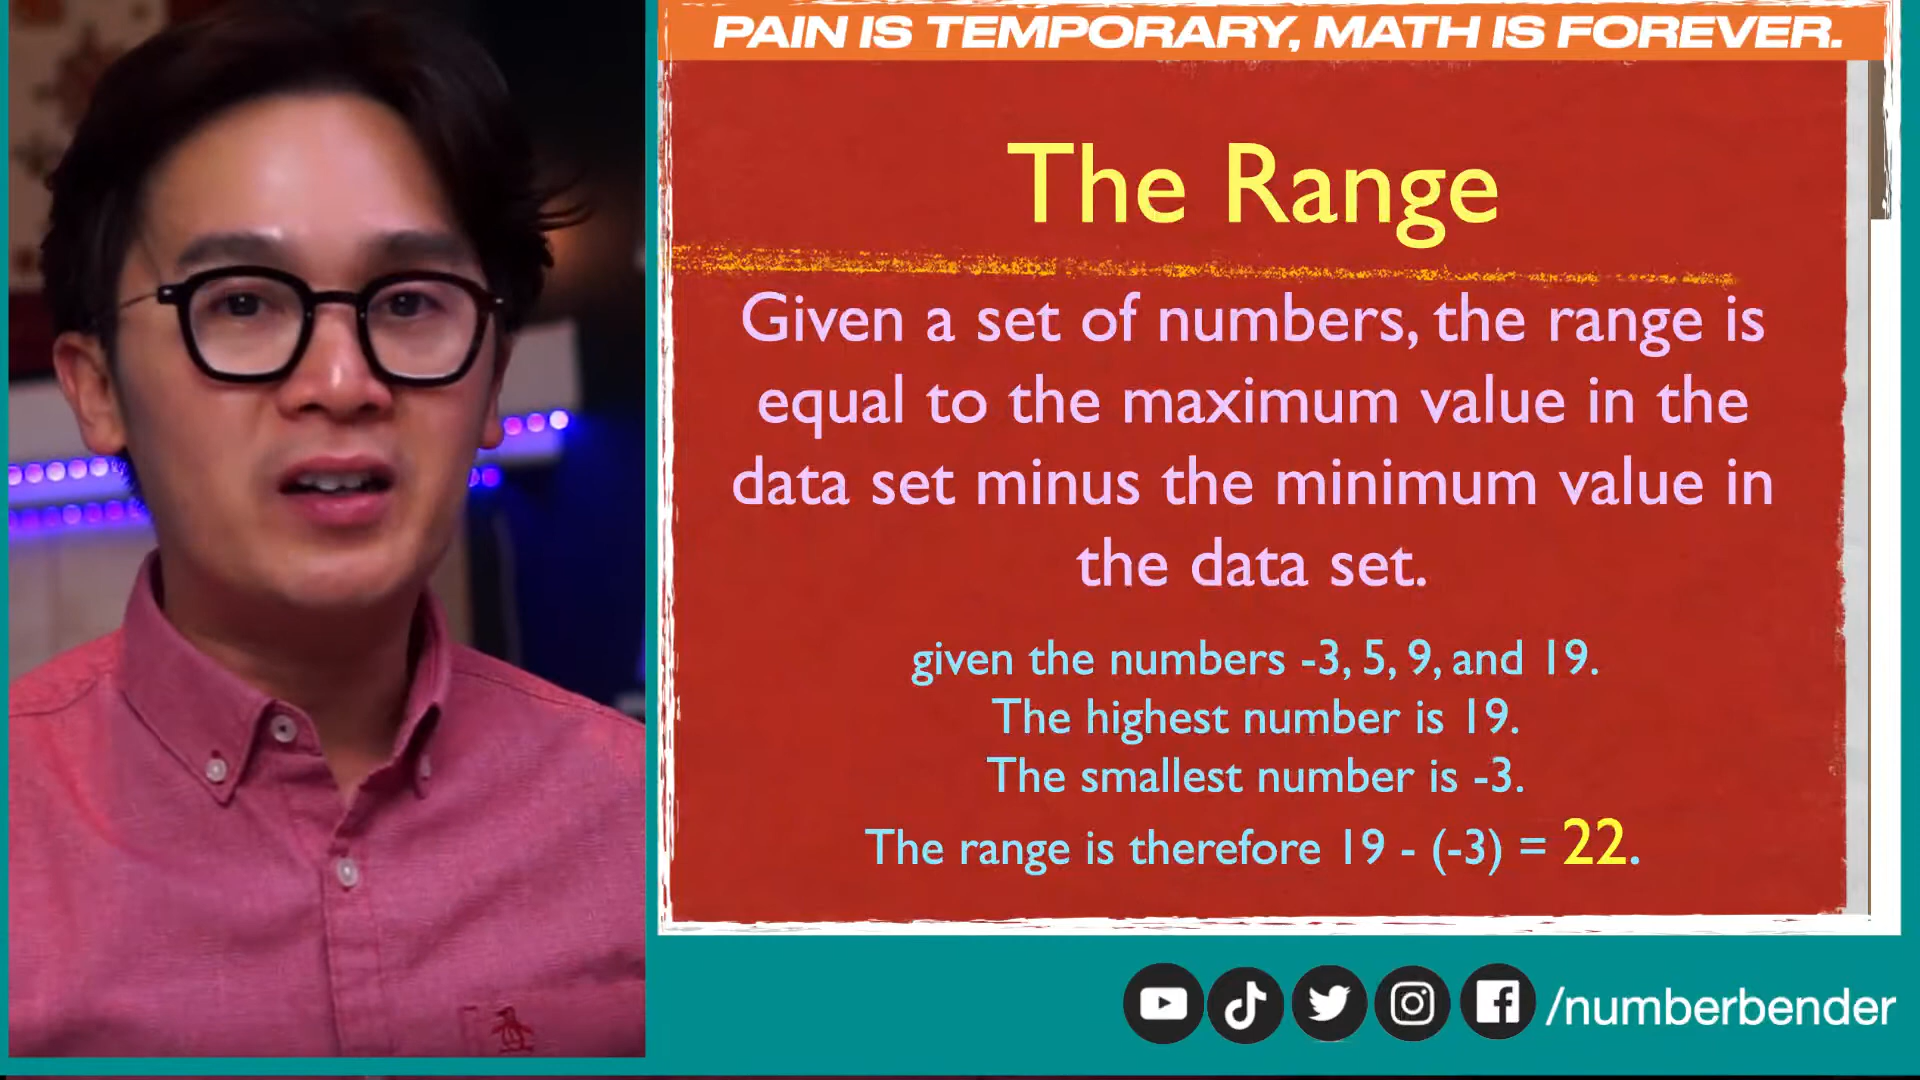 PAIN IS TEMPORARY, MATH IS FOREVER.
The Range
Given a set of numbers, the range is
equal to the maximum value in the
data set minus the minimum value in
the data set.
given the numbers -3, 5, 9, and 19.
The highest number is 19.
The smallest number is -3.
The range is therefore 19 - (-3) = 22.
/numberbender